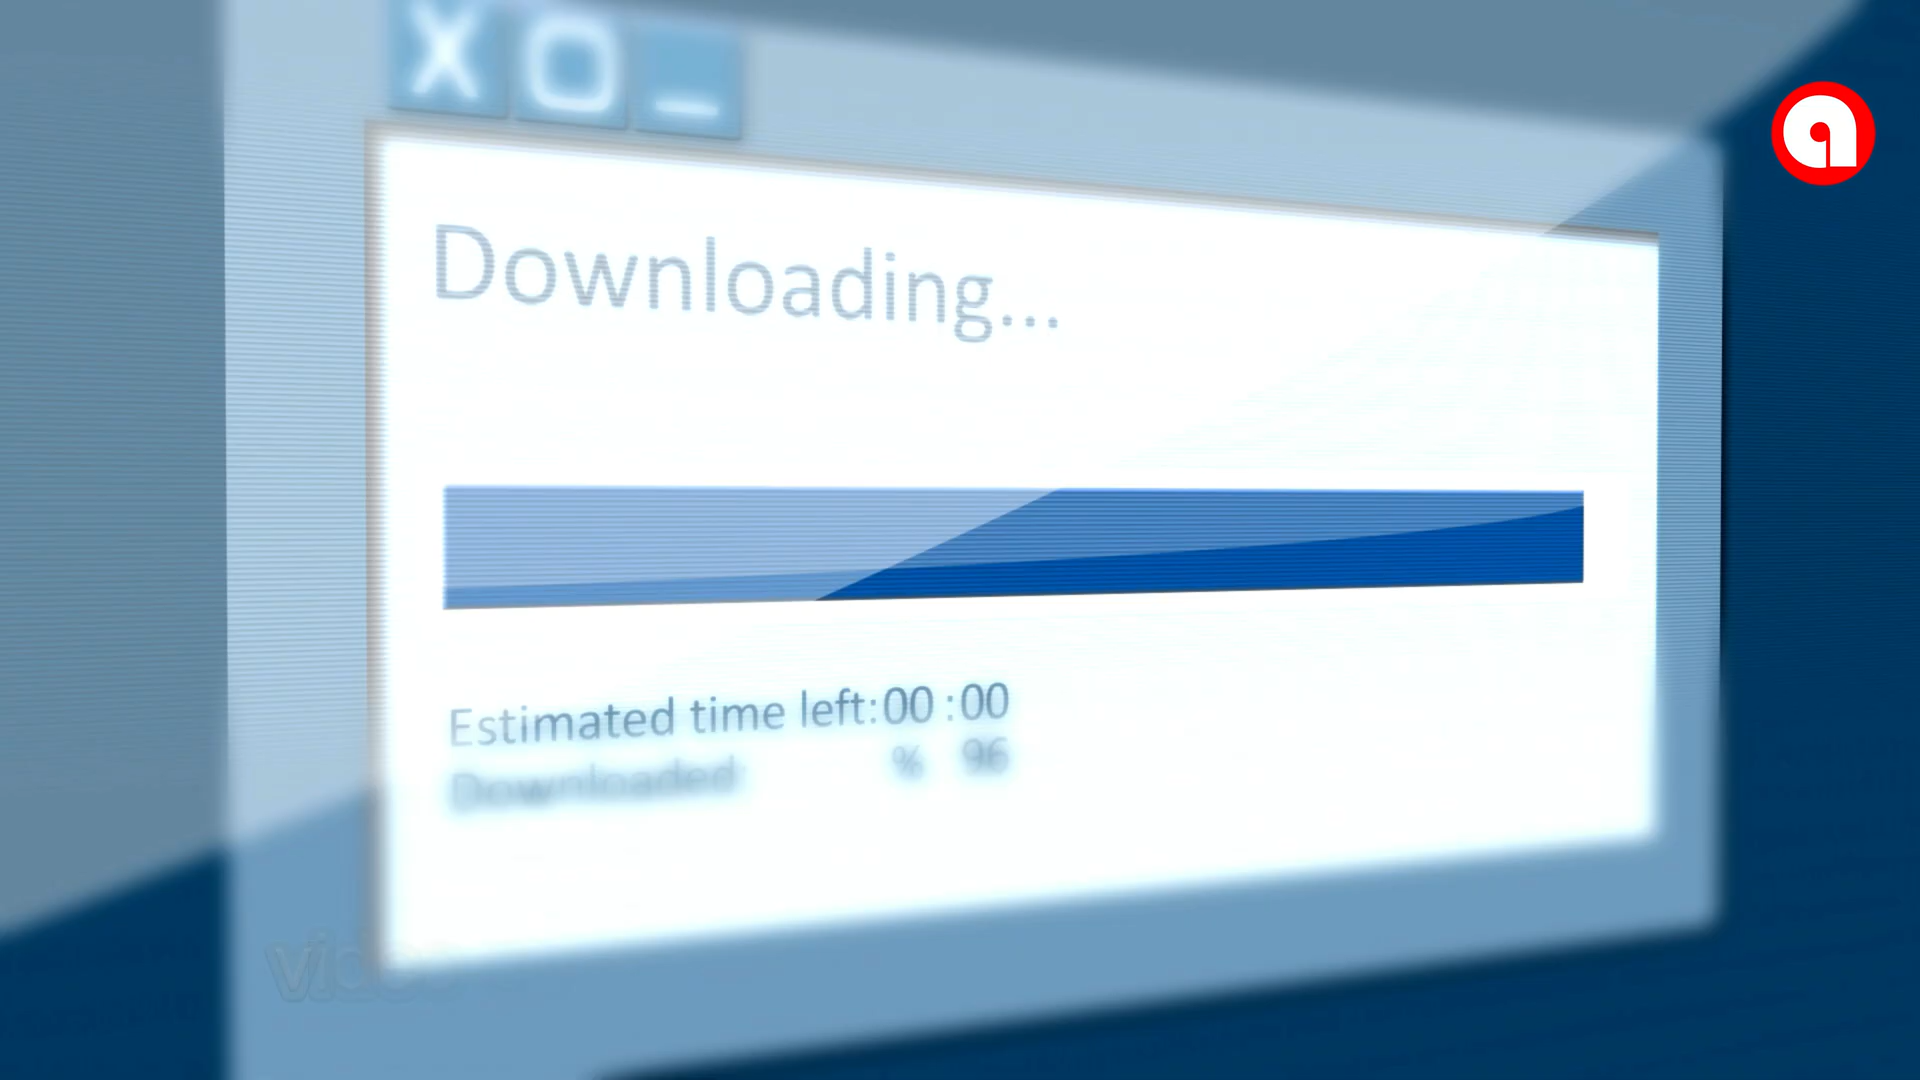 X O _
Downloading...
Estimated time left:00 :00
Downloaded % 96